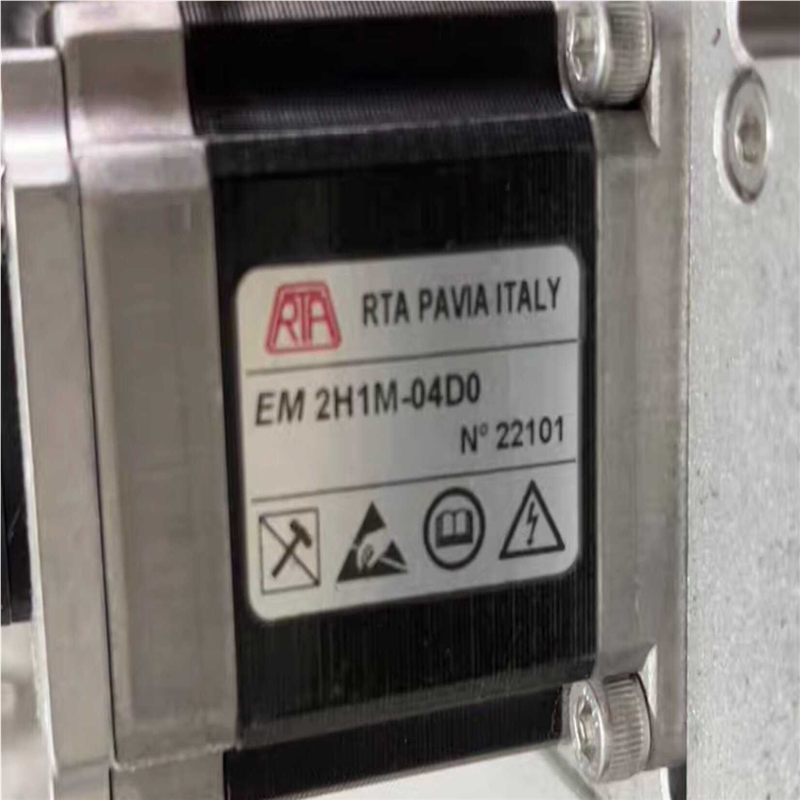 RTA RTA PAVIA ITALY
EM 2H1M-04D0
N° 22101